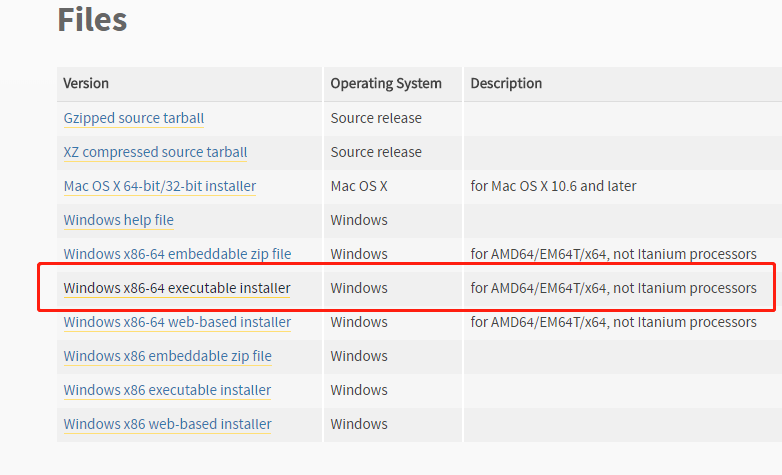 Files
Version Operating System Description
Gzipped source tarball Source release
XZ compressed source tarball Source release
Mac OS X 64-bit/32-bit installer Mac OS X for Mac OS X 10.6 and later
Windows help file Windows
Windows x86-64 embeddable zip file Windows for AMD64/EM64T/x64, not Itanium processors
Windows x86-64 executable installer Windows for AMD64/EM64T/x64, not Itanium processors
Windows x86-64 web-based installer Windows for AMD64/EM64T/x64, not Itanium processors
Windows x86 embeddable zip file Windows
Windows x86 executable installer Windows
Windows x86 web-based installer Windows